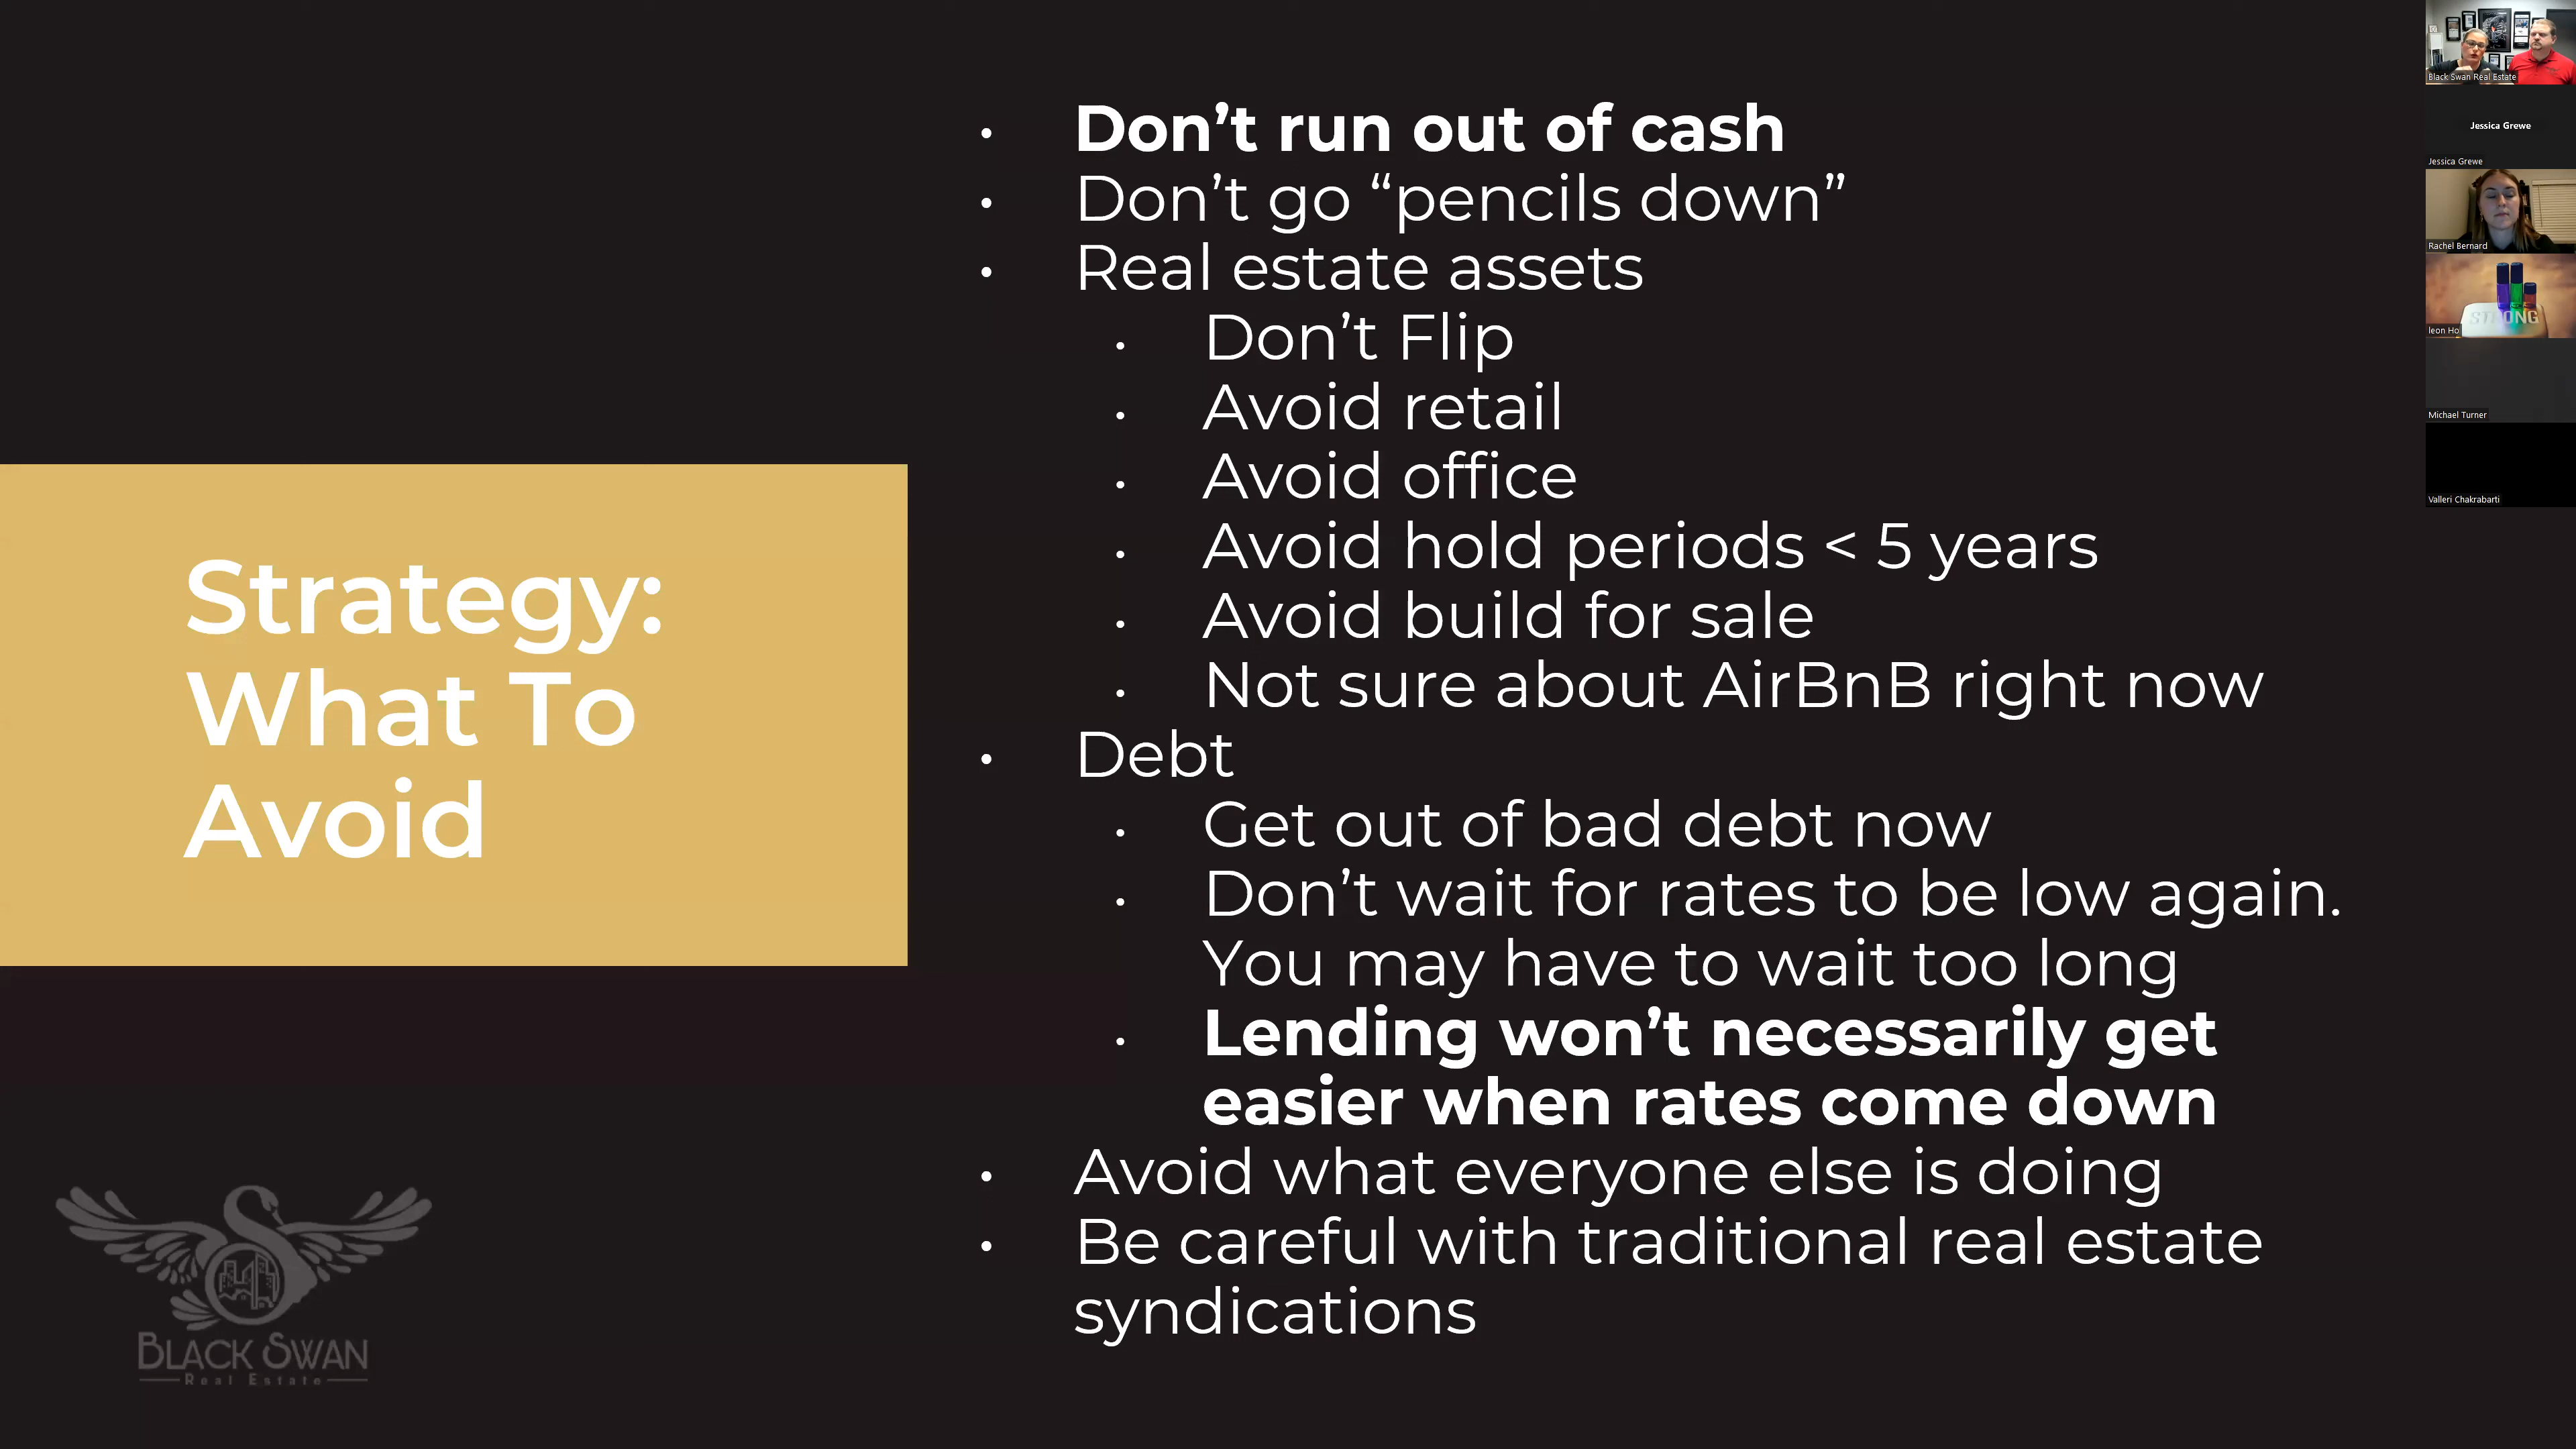 Don't run out of cash
Don't go “pencils down”
Real estate assets
Don't Flip
Avoid retail
Avoid office
Avoid hold periods < 5 years
Avoid build for sale
Not sure about AirBnB right now
Debt
Get out of bad debt now
Don't wait for rates to be low again.
You may have to wait too long
Lending won't necessarily get
easier when rates come down
Avoid what everyone else is doing
Be careful with traditional real estate
syndications
Strategy:
What To
Avoid
BLACK SWAN
Real Estate
Black Swan Real Estate
Jessica Grewe
Jessica Grewe
Rachel Bernard
STRONG
leon Ho
Michael Turner
Valleri Chakrabarti